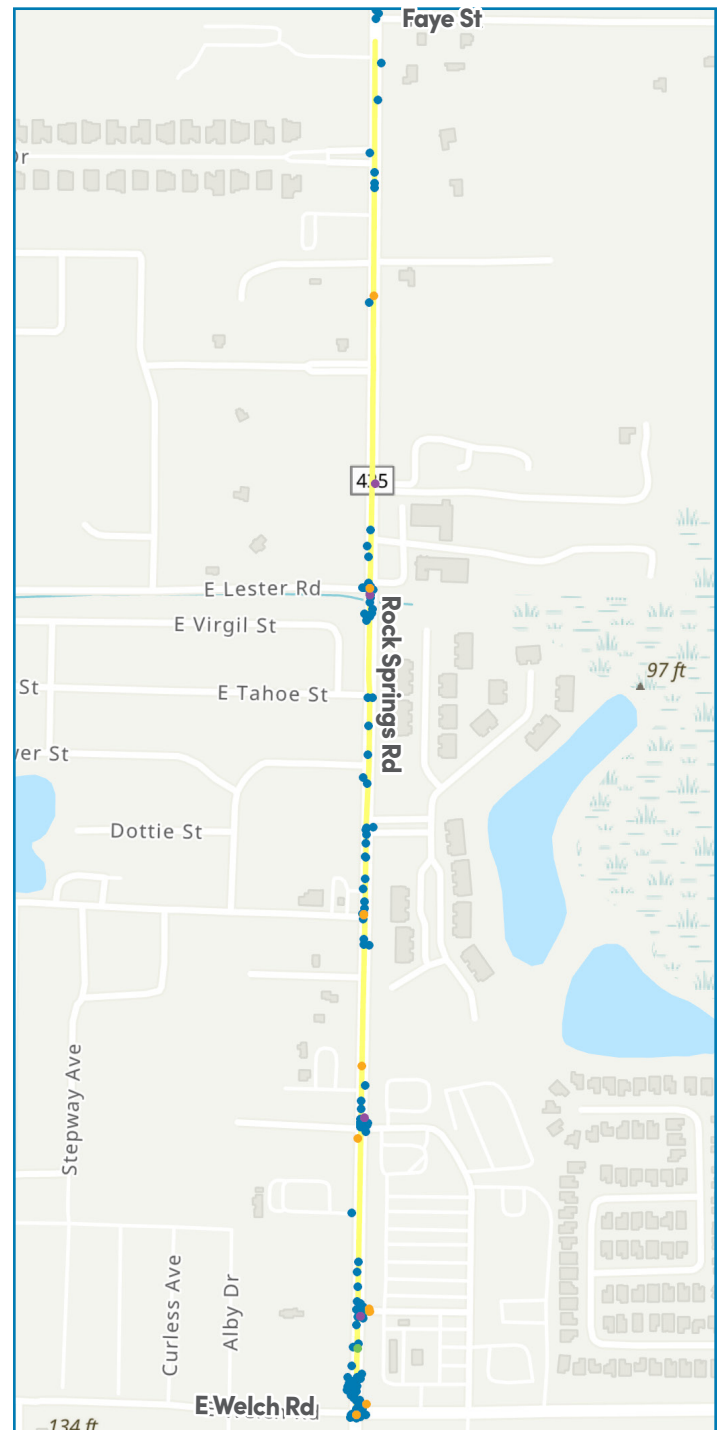 Faye St
Dr
435
E Lester Rd
E Virgil St
Rock Springs Rd
97 ft
St
E Tahoe St
ver St
Dottie St
Stepway Ave
Curless Ave
Alby Dr
E Welch Rd
134 ft